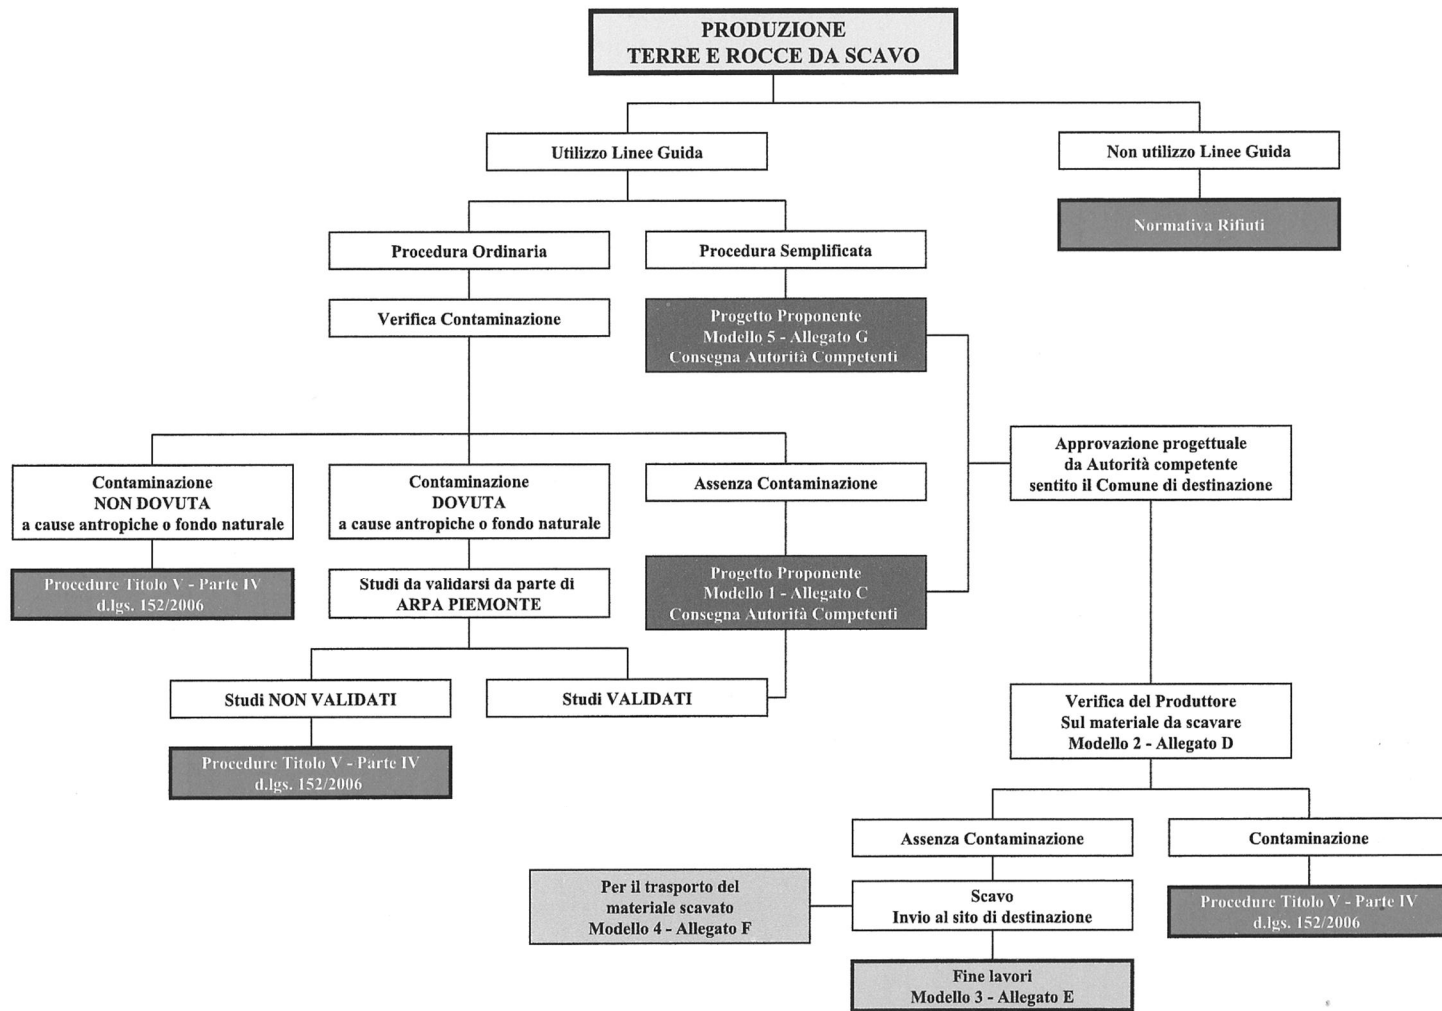 PRODUZIONE
TERRE E ROCCE DA SCAVO
Utilizzo Linee Guida
Non utilizzo Linee Guida
Normativa Rifiuti
Procedura Ordinaria
Procedura Semplificata
Verifica Contaminazione
Progetto Proponente
Modello 5 - Allegato G
Consegna Autorità Competenti
Approvazione progettuale
da Autorità competente
sentito il Comune di destinazione
Contaminazione
NON DOVUTA
a cause antropiche o fondo naturale
Contaminazione
DOVUTA
a cause antropiche o fondo naturale
Assenza Contaminazione
Procedure Titolo V - Parte IV
d.lgs. 152/2006
Studi da validarsi da parte di
ARPA PIEMONTE
Progetto Proponente
Modello 1 - Allegato C
Consegna Autorità Competenti
Studi NON VALIDATI
Studi VALIDATI
Verifica del Produttore
Sul materiale da scavare
Modello 2 - Allegato D
Procedure Titolo V - Parte IV
d.lgs. 152/2006
Assenza Contaminazione
Contaminazione
Per il trasporto del
materiale scavato
Modello 4 - Allegato F
Scavo
Invio al sito di destinazione
Procedure Titolo V - Parte IV
d.lgs. 152/2006
Fine lavori
Modello 3 - Allegato E